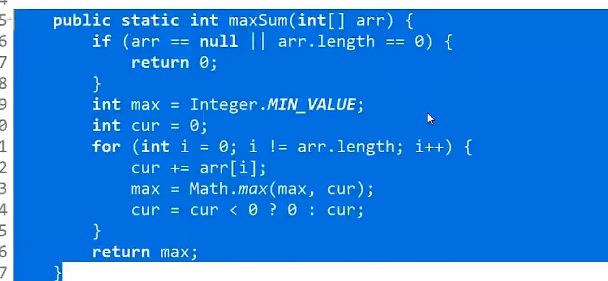 5 public static int maxSum(int[] arr) {
6 if (arr == null || arr.length == 0) {
7 return 0;
8 }
9 int max = Integer.MIN_VALUE;
0 int cur = 0;
1 for (int i = 0; i != arr.length; i++) {
2 cur += arr[i];
3 max = Math.max(max, cur);
4 cur = cur < 0 ? 0 : cur;
5 }
6 return max;
7 }